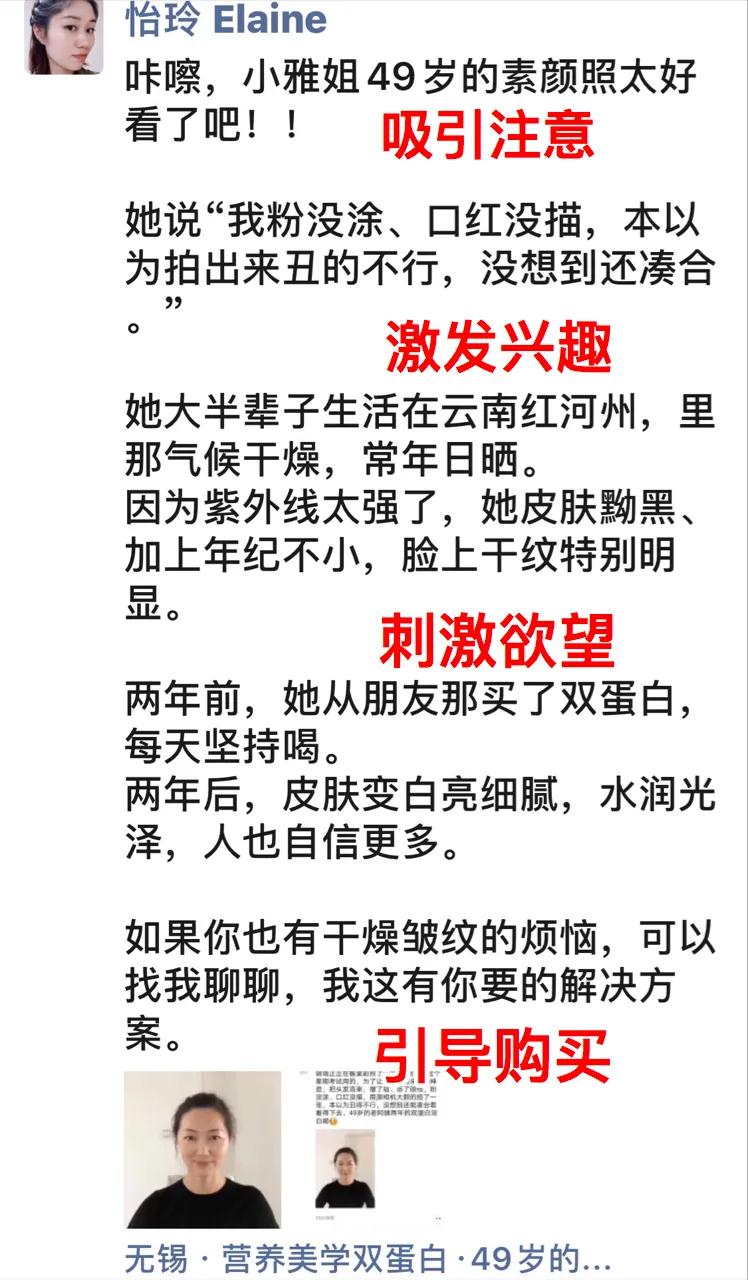 怡玲 Elaine
咔嚓，小雅姐49岁的素颜照太好
看了吧！！
吸引注意
她说“我粉没涂、口红没描，本以
为拍出来丑的不行，没想到还凑合
。”
激发兴趣
她大半辈子生活在云南红河州，里
那气候干燥，常年日晒。
因为紫外线太强了，她皮肤黝黑、
加上年纪不小，脸上干纹特别明
显。
刺激欲望
两年前，她从朋友那买了双蛋白，
每天坚持喝。
两年后，皮肤变白亮细腻，水润光
泽，人也自信更多。
如果你也有干燥皱纹的烦恼，可以
找我聊聊，我这有你要的解决方
案。
引导购买
无锡 · 营养美学双蛋白 · 49岁的...